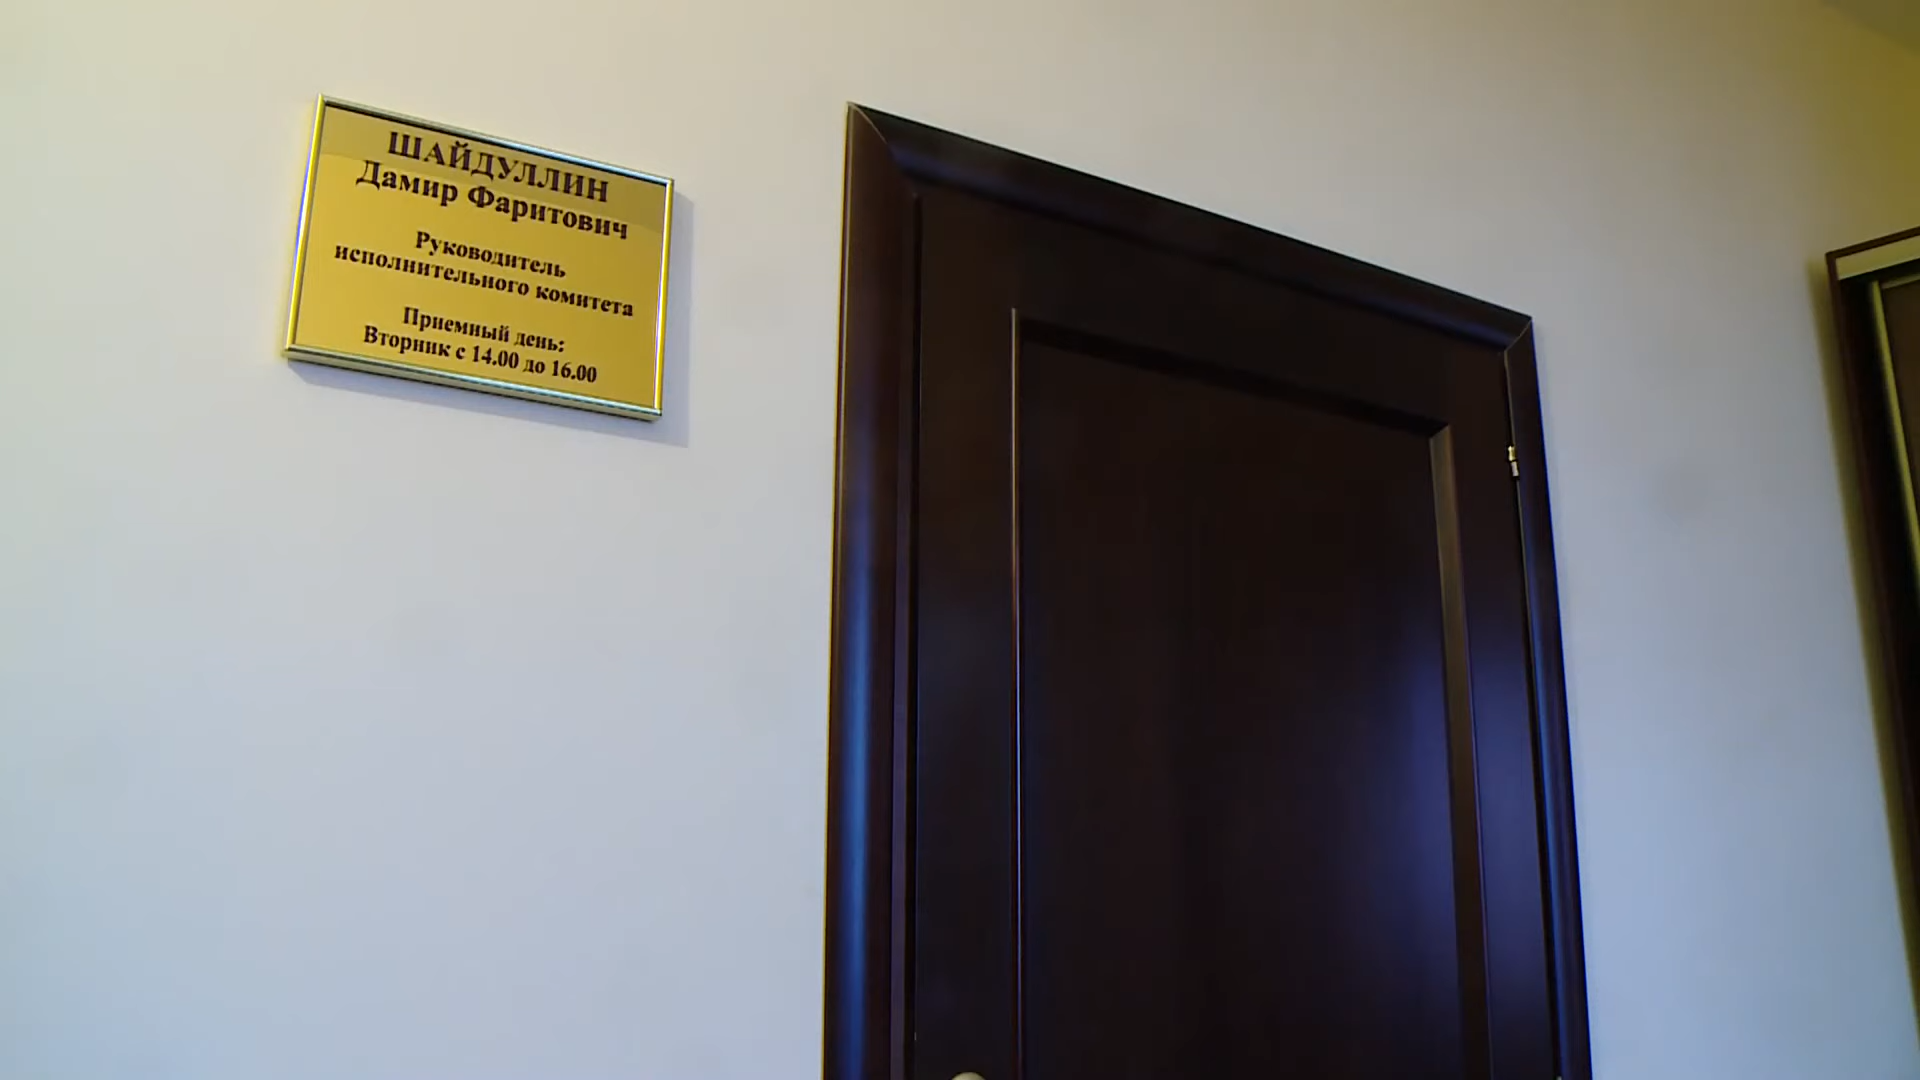 ШАЙДУЛЛИН
Дамир Фаритович
Руководитель
исполнительного комитета
Приемный день:
Вторник с 14.00 до 16.00